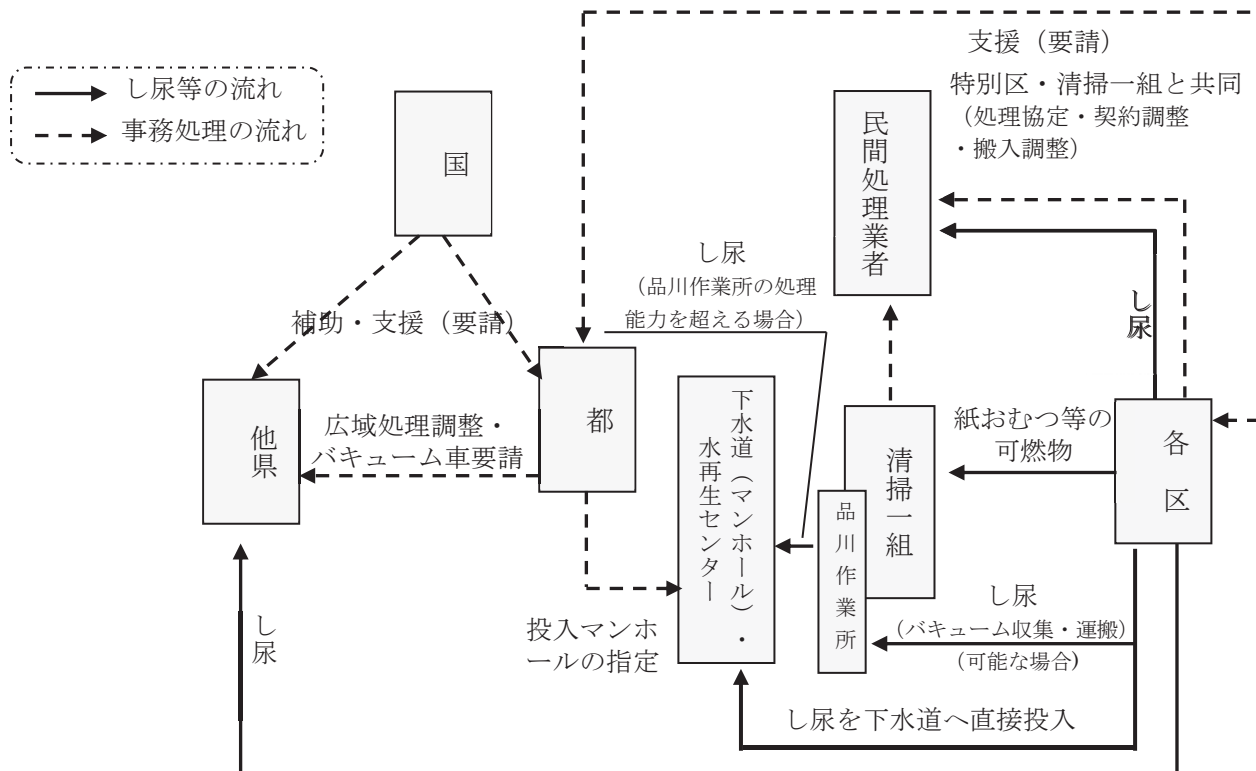 支援（要請）
特別区・清掃一組と共同
（処理協定・契約調整
・搬入調整）
し尿等の流れ
事務処理の流れ
国
民間処理業者
し尿
（品川作業所の処理
能力を超える場合）
し尿
補助・支援（要請）
都
他県
広域処理調整・
バキューム車要請
下水道（マンホール）・
水再生センター
清掃一組
品川作業所
紙おむつ等の
可燃物
各区
し尿
（バキューム収集・運搬）
（可能な場合）
投入マンホ
ールの指定
し尿
し尿を下水道へ直接投入